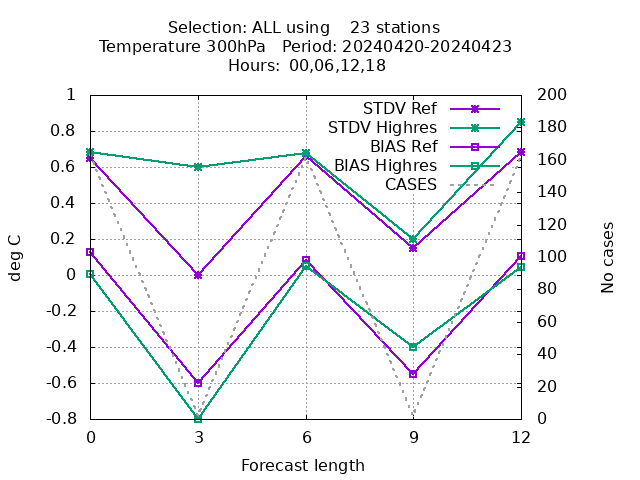 Selection: ALL using    23 stations
Temperature 300hPa   Period: 20240420-20240423
Hours:  00,06,12,18
STDV Ref
STDV Highres
BIAS Ref
BIAS Highres
CASES
1
0.8
0.6
0.4
0.2
0
-0.2
-0.4
-0.6
-0.8
deg C
200
180
160
140
120
100
80
60
40
20
0
No cases
0 3 6 9 12
Forecast length